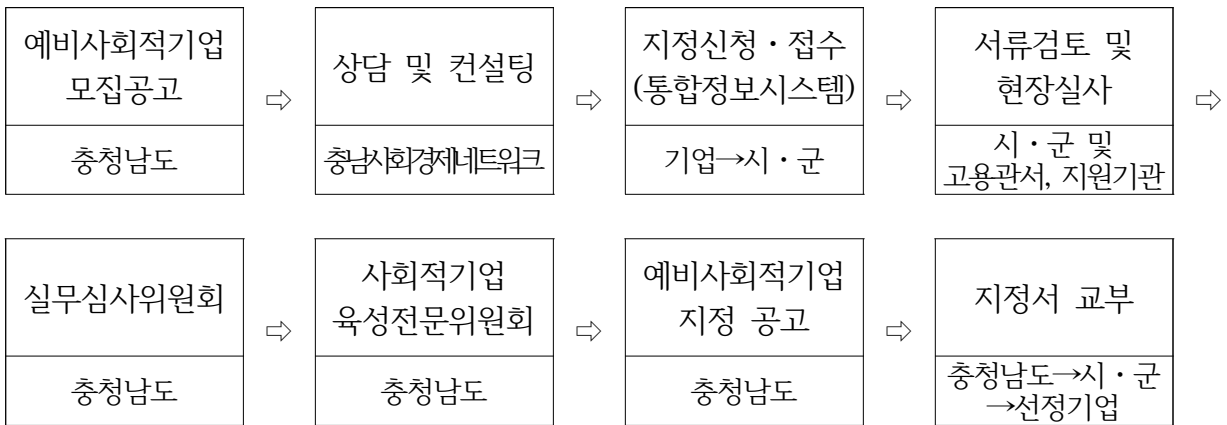 예비사회적기업
모집공고
⇨
상담 및 컨설팅
⇨
지정신청・접수
(통합정보시스템)
⇨
서류검토 및
현장실사
⇨
충청남도
충남사회경제네트워크
기업→시・군
시・군 및
고용관서, 지원기관
실무심사위원회
⇨
사회적기업
육성전문위원회
⇨
예비사회적기업
지정 공고
⇨
지정서 교부
충청남도
충청남도
충청남도
충청남도→시・군
→선정기업